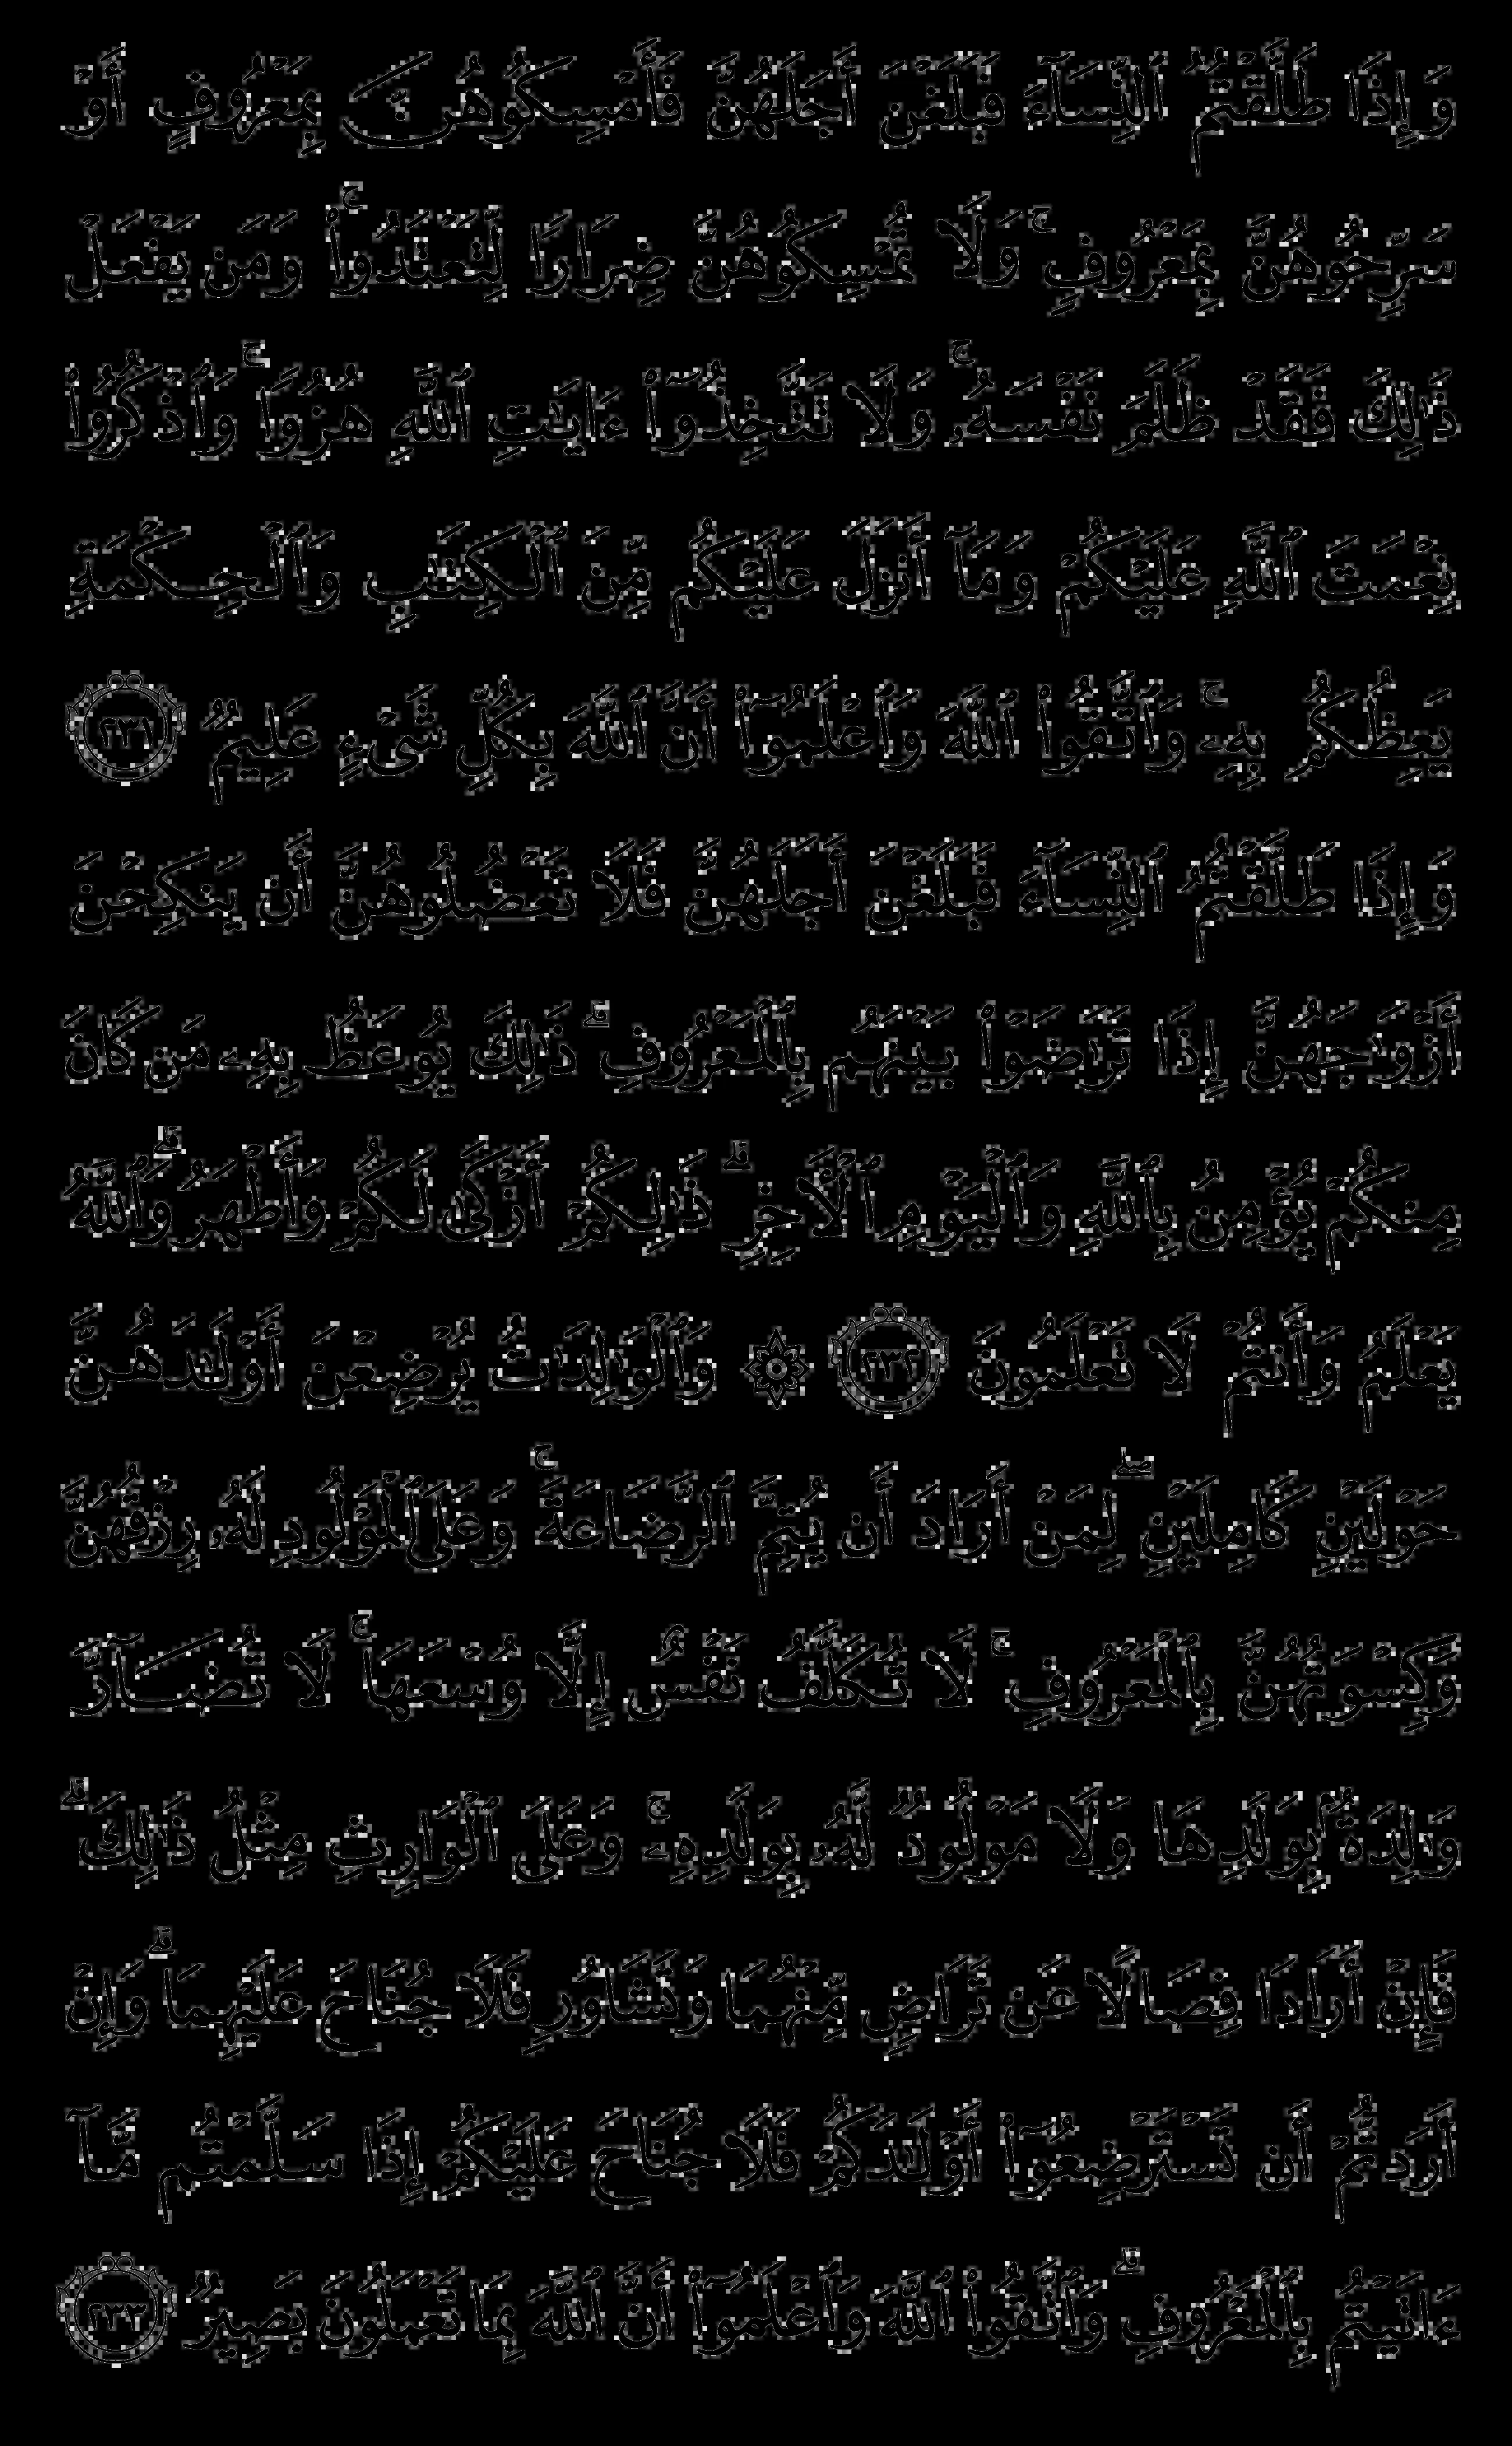 وَإِذَا طَلَّقْتُمُ ٱلنِّسَآءَ فَبَلَغْنَ أَجَلَهُنَّ فَأَمْسِكُوهُنَّ بِمَعْرُوفٍ أَوْ
سَرِّحُوهُنَّ بِمَعْرُوفٍ ۚ وَلَا تُمْسِكُوهُنَّ ضِرَارًا لِّتَعْتَدُوا۟ ۚ وَمَن يَفْعَلْ
ذَٰلِكَ فَقَدْ ظَلَمَ نَفْسَهُۥ ۚ وَلَا تَتَّخِذُوٓا۟ ءَايَٰتِ ٱللَّهِ هُزُوًا ۚ وَٱذْكُرُوا۟
نِعْمَتَ ٱللَّهِ عَلَيْكُمْ وَمَآ أَنزَلَ عَلَيْكُم مِّنَ ٱلْكِتَٰبِ وَٱلْحِكْمَةِ
يَعِظُكُم بِهِۦ ۚ وَٱتَّقُوا۟ ٱللَّهَ وَٱعْلَمُوٓا۟ أَنَّ ٱللَّهَ بِكُلِّ شَىْءٍ عَلِيمٌ ٢٣١
وَإِذَا طَلَّقْتُمُ ٱلنِّسَآءَ فَبَلَغْنَ أَجَلَهُنَّ فَلَا تَعْضُلُوهُنَّ أَن يَنكِحْنَ
أَزْوَٰجَهُنَّ إِذَا تَرَٰضَوْا۟ بَيْنَهُم بِٱلْمَعْرُوفِ ۗ ذَٰلِكَ يُوعَظُ بِهِۦ مَن كَانَ
مِنكُمْ يُؤْمِنُ بِٱللَّهِ وَٱلْيَوْمِ ٱلْءَاخِرِ ۗ ذَٰلِكُمْ أَزْكَىٰ لَكُمْ وَأَطْهَرُ ۗ وَٱللَّهُ
يَعْلَمُ وَأَنتُمْ لَا تَعْلَمُونَ ٢٣٢ ۞ وَٱلْوَٰلِدَٰتُ يُرْضِعْنَ أَوْلَٰدَهُنَّ
حَوْلَيْنِ كَامِلَيْنِ ۖ لِمَنْ أَرَادَ أَن يُتِمَّ ٱلرَّضَاعَةَ ۚ وَعَلَى ٱلْمَوْلُودِ لَهُۥ رِزْقُهُنَّ
وَكِسْوَتُهُنَّ بِٱلْمَعْرُوفِ ۚ لَا تُكَلَّفُ نَفْسٌ إِلَّا وُسْعَهَا ۚ لَا تُضَآرَّ
وَٰلِدَةٌۢ بِوَلَدِهَا وَلَا مَوْلُودٌ لَّهُۥ بِوَلَدِهِۦ ۚ وَعَلَى ٱلْوَارِثِ مِثْلُ ذَٰلِكَ ۗ
فَإِنْ أَرَادَا فِصَالًا عَن تَرَاضٍ مِّنْهُمَا وَتَشَاوُرٍ فَلَا جُنَاحَ عَلَيْهِمَا ۗ وَإِنْ
أَرَدتُّمْ أَن تَسْتَرْضِعُوٓا۟ أَوْلَٰدَكُمْ فَلَا جُنَاحَ عَلَيْكُمْ إِذَا سَلَّمْتُم مَّآ
ءَاتَيْتُم بِٱلْمَعْرُوفِ ۗ وَٱتَّقُوا۟ ٱللَّهَ وَٱعْلَمُوٓا۟ أَنَّ ٱللَّهَ بِمَا تَعْمَلُونَ بَصِيرٌ ٢٣٣